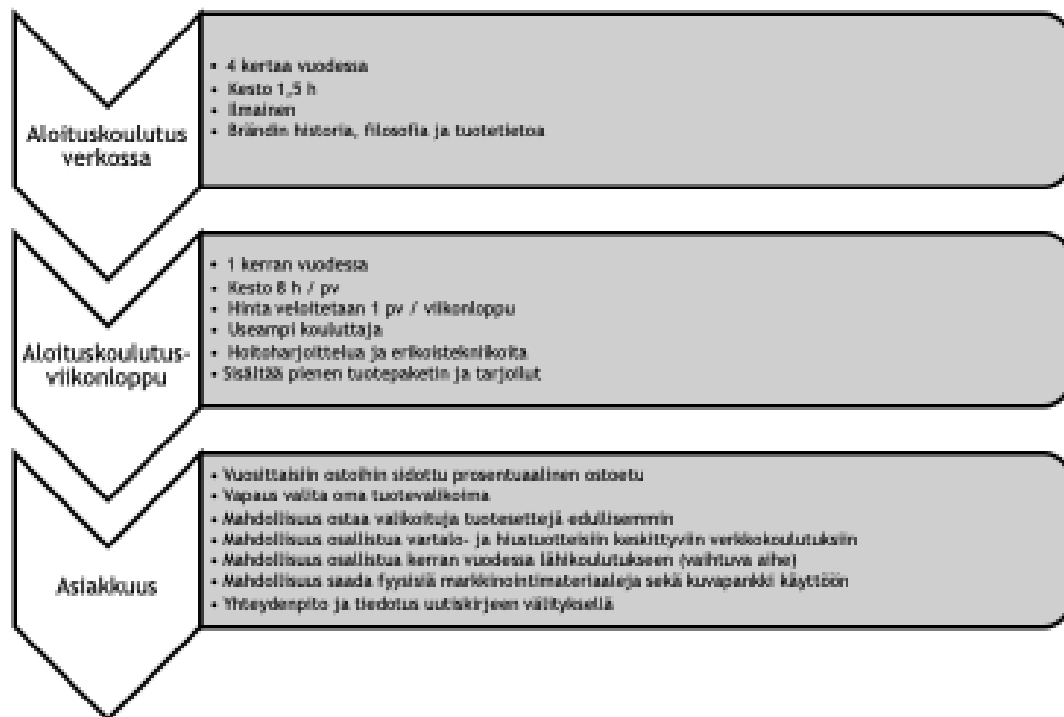 Aloituskoulutus
verkossa
• 4 kertaa vuodessa
• Kesto 1,5 h
• Ilmainen
• Brändin historia, filosofia ja tuotetietoa
Aloituskoulutus-
viikonloppu
• 1 kerran vuodessa
• Kesto 8 h / pv
• Hinta veloitetaan 1 pv / viikonloppu
• Useampi kouluttaja
• Hoitoharjoittelua ja erikoistekniikoita
• Sisältää pienen tuotepaketin ja tarjoilut
Asiakkuus
• Vuosittaisiin ostoihin sidottu prosentuaalinen ostoetu
• Vapaus valita oma tuotevalikoima
• Mahdollisuus ostaa valikoituja tuotesettejä edullisemmin
• Mahdollisuus osallistua vartalo- ja hiustuotteisiin keskittyviin verkkokoulutuksiin
• Mahdollisuus osallistua kerran vuodessa lähikoulutukseen (vaihtuva aihe)
• Mahdollisuus saada fyysisiä markkinointimateriaaleja sekä kuvapankki käyttöön
• Yhteydenpito ja tiedotus uutiskirjeen välityksellä